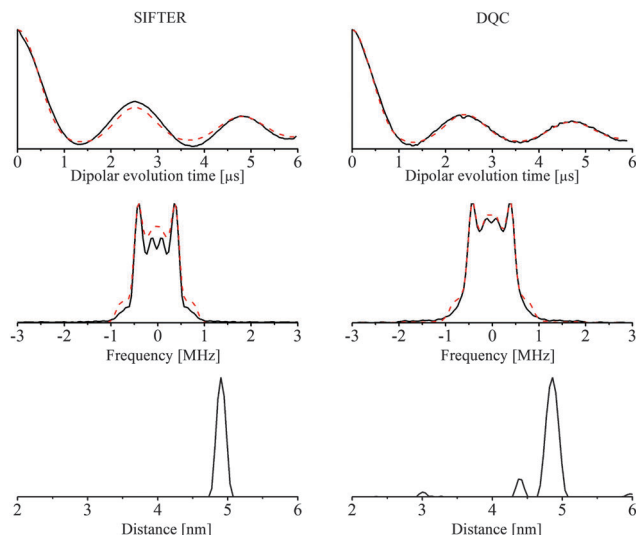 SIFTER
DQC
0 1 2 3 4 5 6
Dipolar evolution time [μs]
0 1 2 3 4 5 6
Dipolar evolution time [μs]
-3 -2 -1 0 1 2 3
Frequency [MHz]
-3 -2 -1 0 1 2 3
Frequency [MHz]
2 3 4 5 6
Distance [nm]
2 3 4 5 6
Distance [nm]